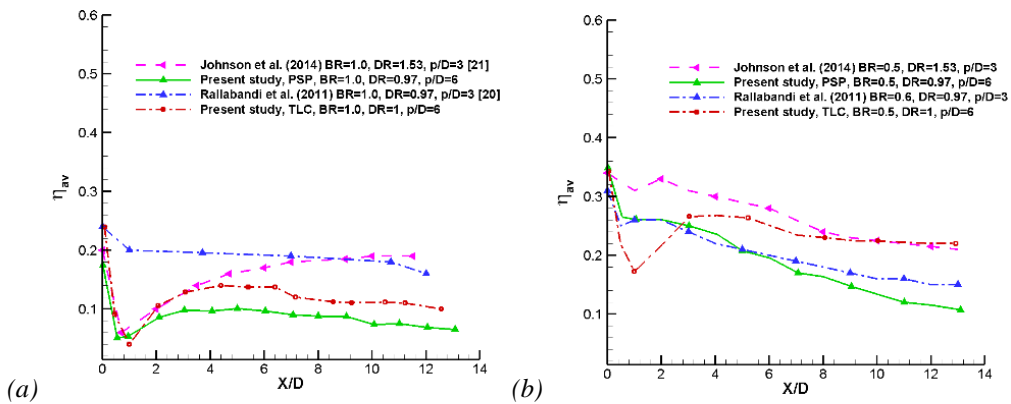 0.6
0.5
0.4
0.3
0.2
0.1
ηav
0 2 4 6 8 10 12 14
X/D
Johnson et al. (2014) BR=1.0, DR=1.53, p/D=3 [21]
Present study, PSP, BR=1.0, DR=0.97, p/D=6
Rallabandi et al. (2011) BR=1.0, DR=0.97, p/D=3 [20]
Present study, TLC, BR=1.0, DR=1, p/D=6
(a)
0.6
0.5
0.4
0.3
0.2
0.1
ηav
0 2 4 6 8 10 12 14
X/D
Johnson et al. (2014) BR=0.5, DR=1.53, p/D=3
Present study, PSP, BR=0.5, DR=0.97, p/D=6
Rallabandi et al. (2011) BR=0.6, DR=0.97, p/D=3
Present study, TLC, BR=0.5, DR=1, p/D=6
(b)